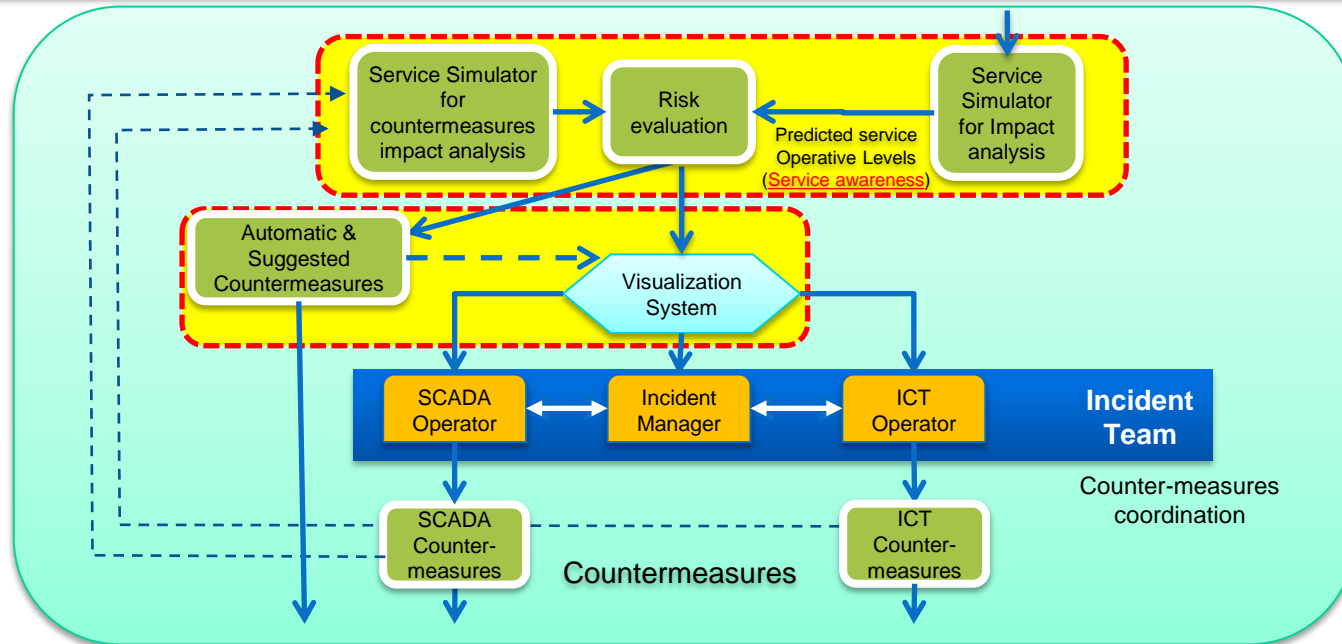 Service Simulator
for
countermeasures
impact analysis
Risk
evaluation
Service
Simulator
for Impact
analysis
Predicted service
Operative Levels
(Service awareness)
Automatic &
Suggested
Countermeasures
Visualization
System
SCADA
Operator
Incident
Manager
ICT
Operator
Incident
Team
Counter-measures
coordination
SCADA
Counter-
measures
ICT
Counter-
measures
Countermeasures